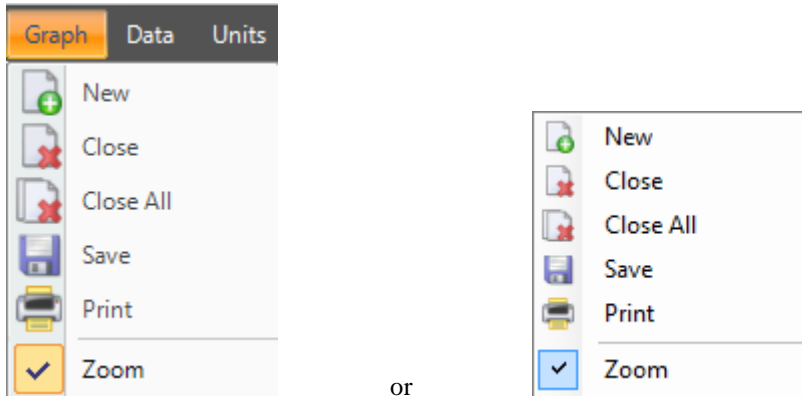 Graph Data Units
New
Close
Close All
Save
Print
Zoom
or
New
Close
Close All
Save
Print
Zoom